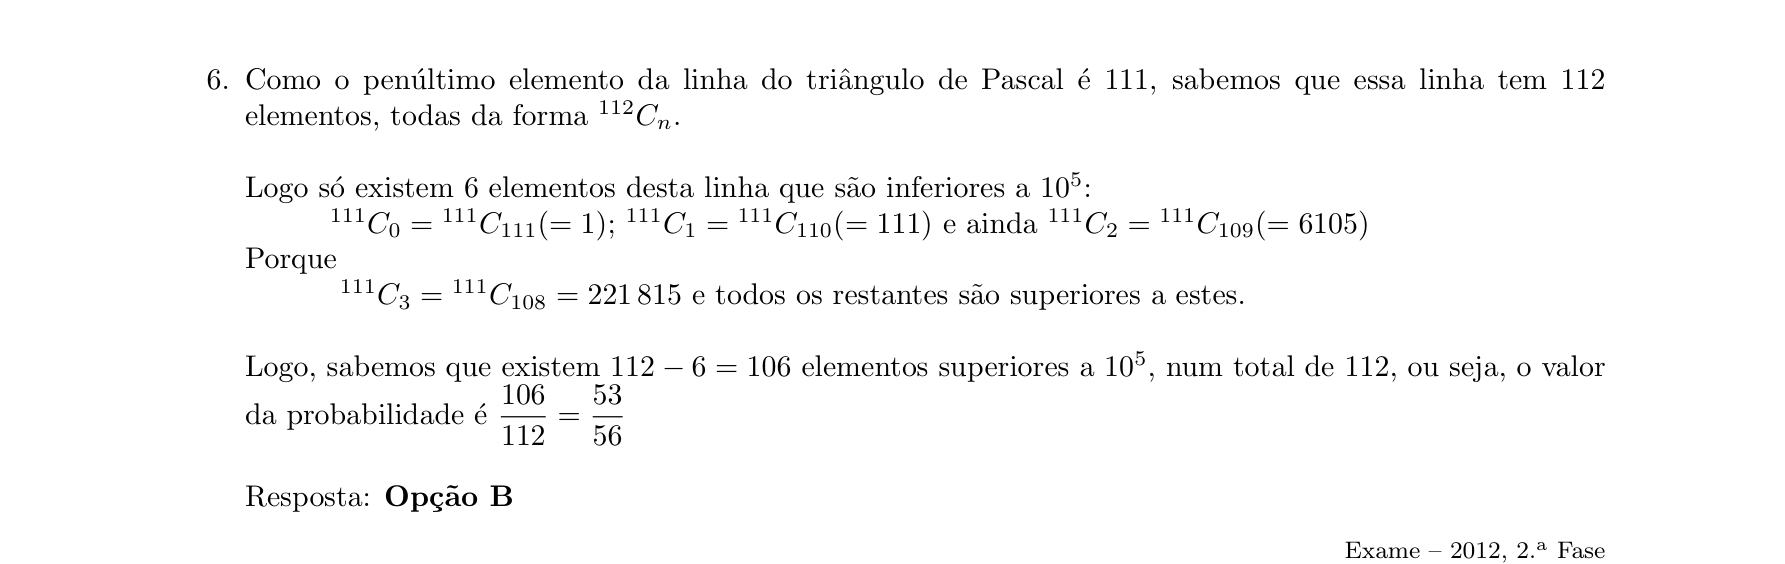 6. Como o penúltimo elemento da linha do triângulo de Pascal é 111, sabemos que essa linha tem 112
elementos, todas da forma $^{112}C_n$.
Logo só existem 6 elementos desta linha que são inferiores a $10^5$:
$^{111}C_0 = {}^{111}C_{111}(= 1)$; $^{111}C_1 = {}^{111}C_{110}(= 111)$ e ainda $^{111}C_2 = {}^{111}C_{109}(= 6105)$
Porque
$^{111}C_3 = {}^{111}C_{108} = 221\,815$ e todos os restantes são superiores a estes.
Logo, sabemos que existem $112 - 6 = 106$ elementos superiores a $10^5$, num total de 112, ou seja, o valor
da probabilidade é $\frac{106}{112} = \frac{53}{56}$
Resposta: Opção B
Exame – 2012, 2.ª Fase